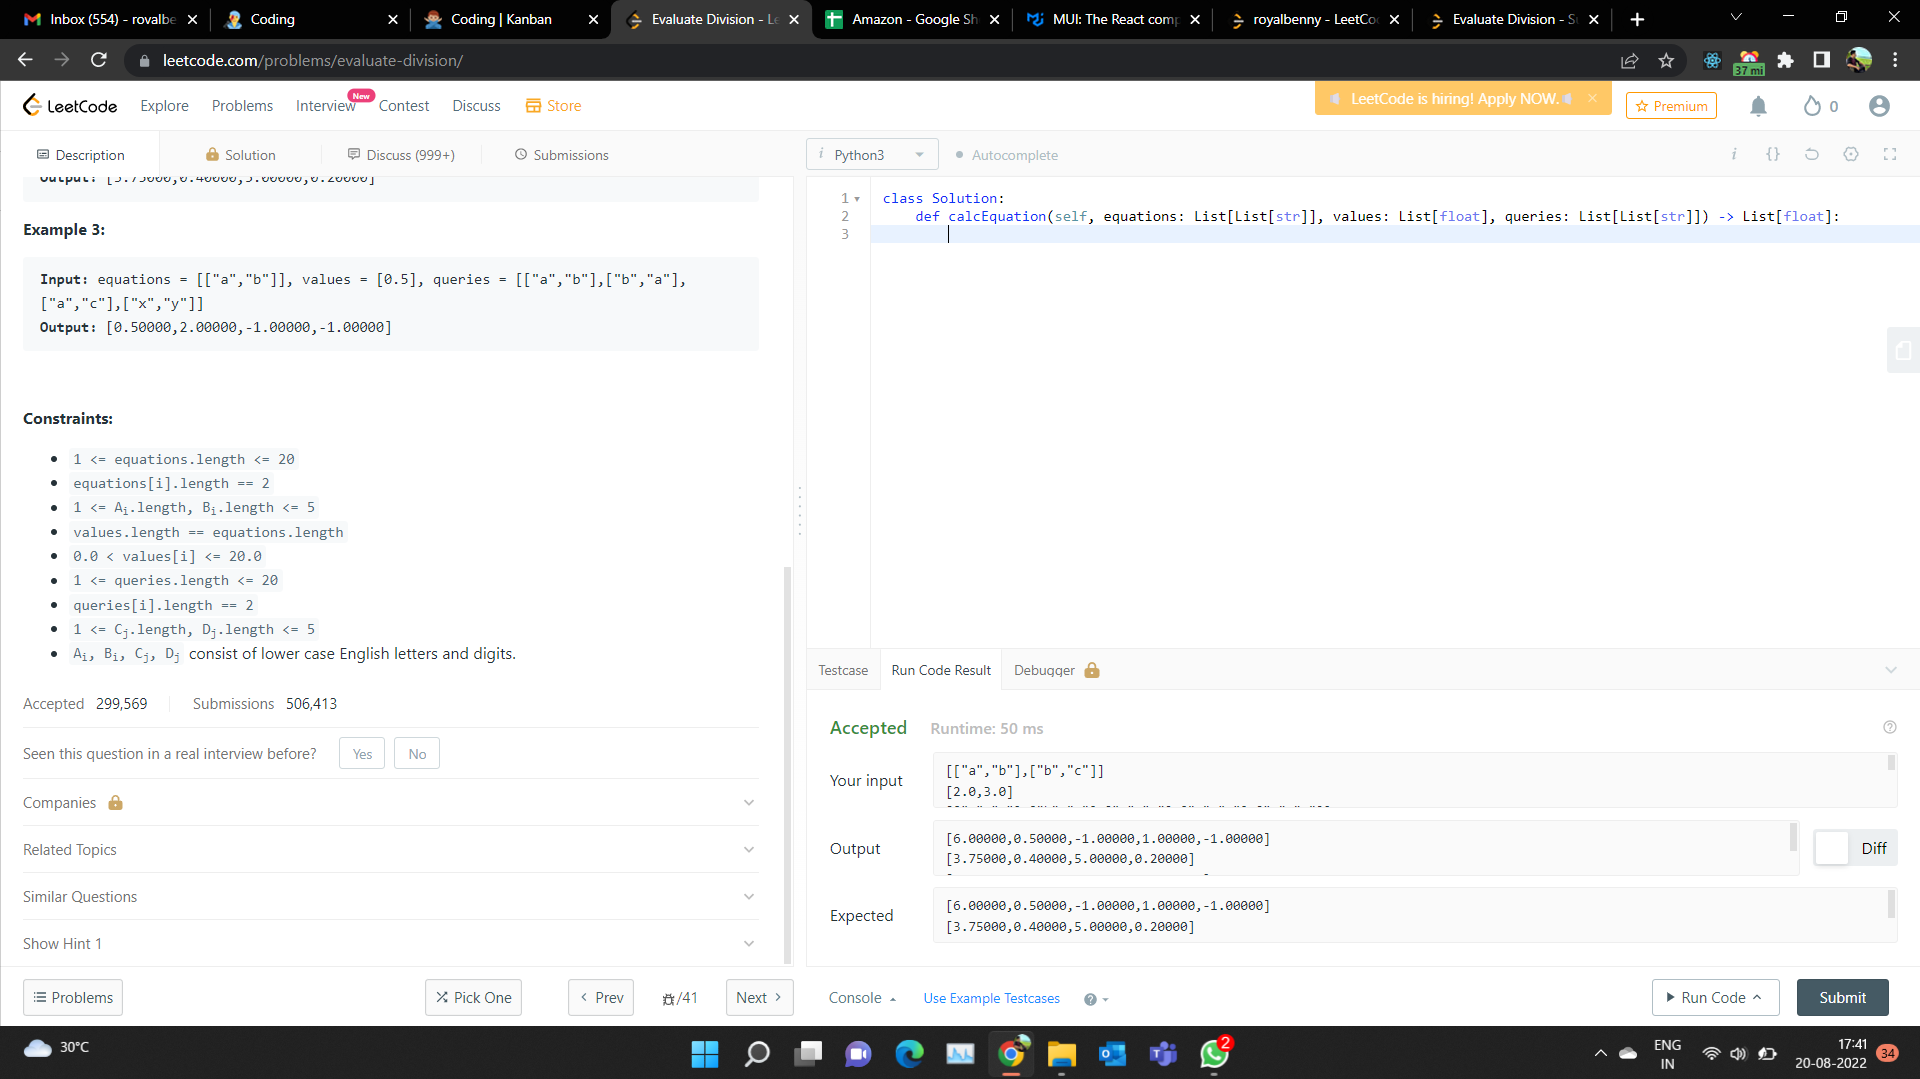 Inbox (554) - royalbe
Coding
Coding | Kanban
Evaluate Division - Le
Amazon - Google Sh
MUI: The React comp
royalbenny - LeetCo
Evaluate Division - S
leetcode.com/problems/evaluate-division/
37 mi
LeetCode
Explore
Problems
Interview
New
Contest
Discuss
Store
LeetCode is hiring! Apply NOW.
Premium
0
Description
Solution
Discuss (999+)
Submissions
i Python3
Autocomplete
Output: [3.75000,0.40000,5.00000,0.20000]
Example 3:
Input: equations = [["a","b"]], values = [0.5], queries = [["a","b"],["b","a"],
["a","c"],["x","y"]]
Output: [0.50000,2.00000,-1.00000,-1.00000]
Constraints:
1 <= equations.length <= 20
equations[i].length == 2
1 <= Ai.length, Bi.length <= 5
values.length == equations.length
0.0 < values[i] <= 20.0
1 <= queries.length <= 20
queries[i].length == 2
1 <= Cj.length, Dj.length <= 5
Ai, Bi, Cj, Dj consist of lower case English letters and digits.
Accepted 299,569 Submissions 506,413
Seen this question in a real interview before? Yes No
Companies
Related Topics
Similar Questions
Show Hint 1
Problems
Pick One
Prev
/41
Next
1 class Solution:
2 def calcEquation(self, equations: List[List[str]], values: List[float], queries: List[List[str]]) -> List[float]:
3
Testcase
Run Code Result
Debugger
Accepted Runtime: 50 ms
Your input
[["a","b"],["b","c"]]
[2.0,3.0]
Output
[6.00000,0.50000,-1.00000,1.00000,-1.00000]
[3.75000,0.40000,5.00000,0.20000]
Diff
Expected
[6.00000,0.50000,-1.00000,1.00000,-1.00000]
[3.75000,0.40000,5.00000,0.20000]
Console
Use Example Testcases
Run Code
Submit
30°C
2
ENG
IN
17:41
20-08-2022
34